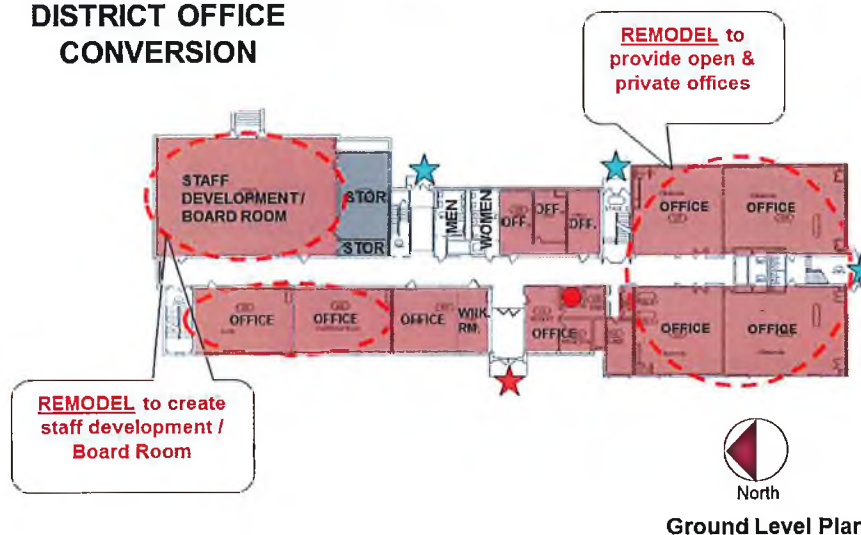 DISTRICT OFFICE
CONVERSION
REMODEL to
provide open &
private offices
STAFF
DEVELOPMENT/
BOARD ROOM
STOR
STOR
MEN
WOMEN
OFF.
OFF.
OFF.
OFFICE
OFFICE
OFFICE
OFFICE
OFFICE
WRK
RM.
OFFICE
OFFICE
OFFICE
REMODEL to create
staff development /
Board Room
North
Ground Level Plan